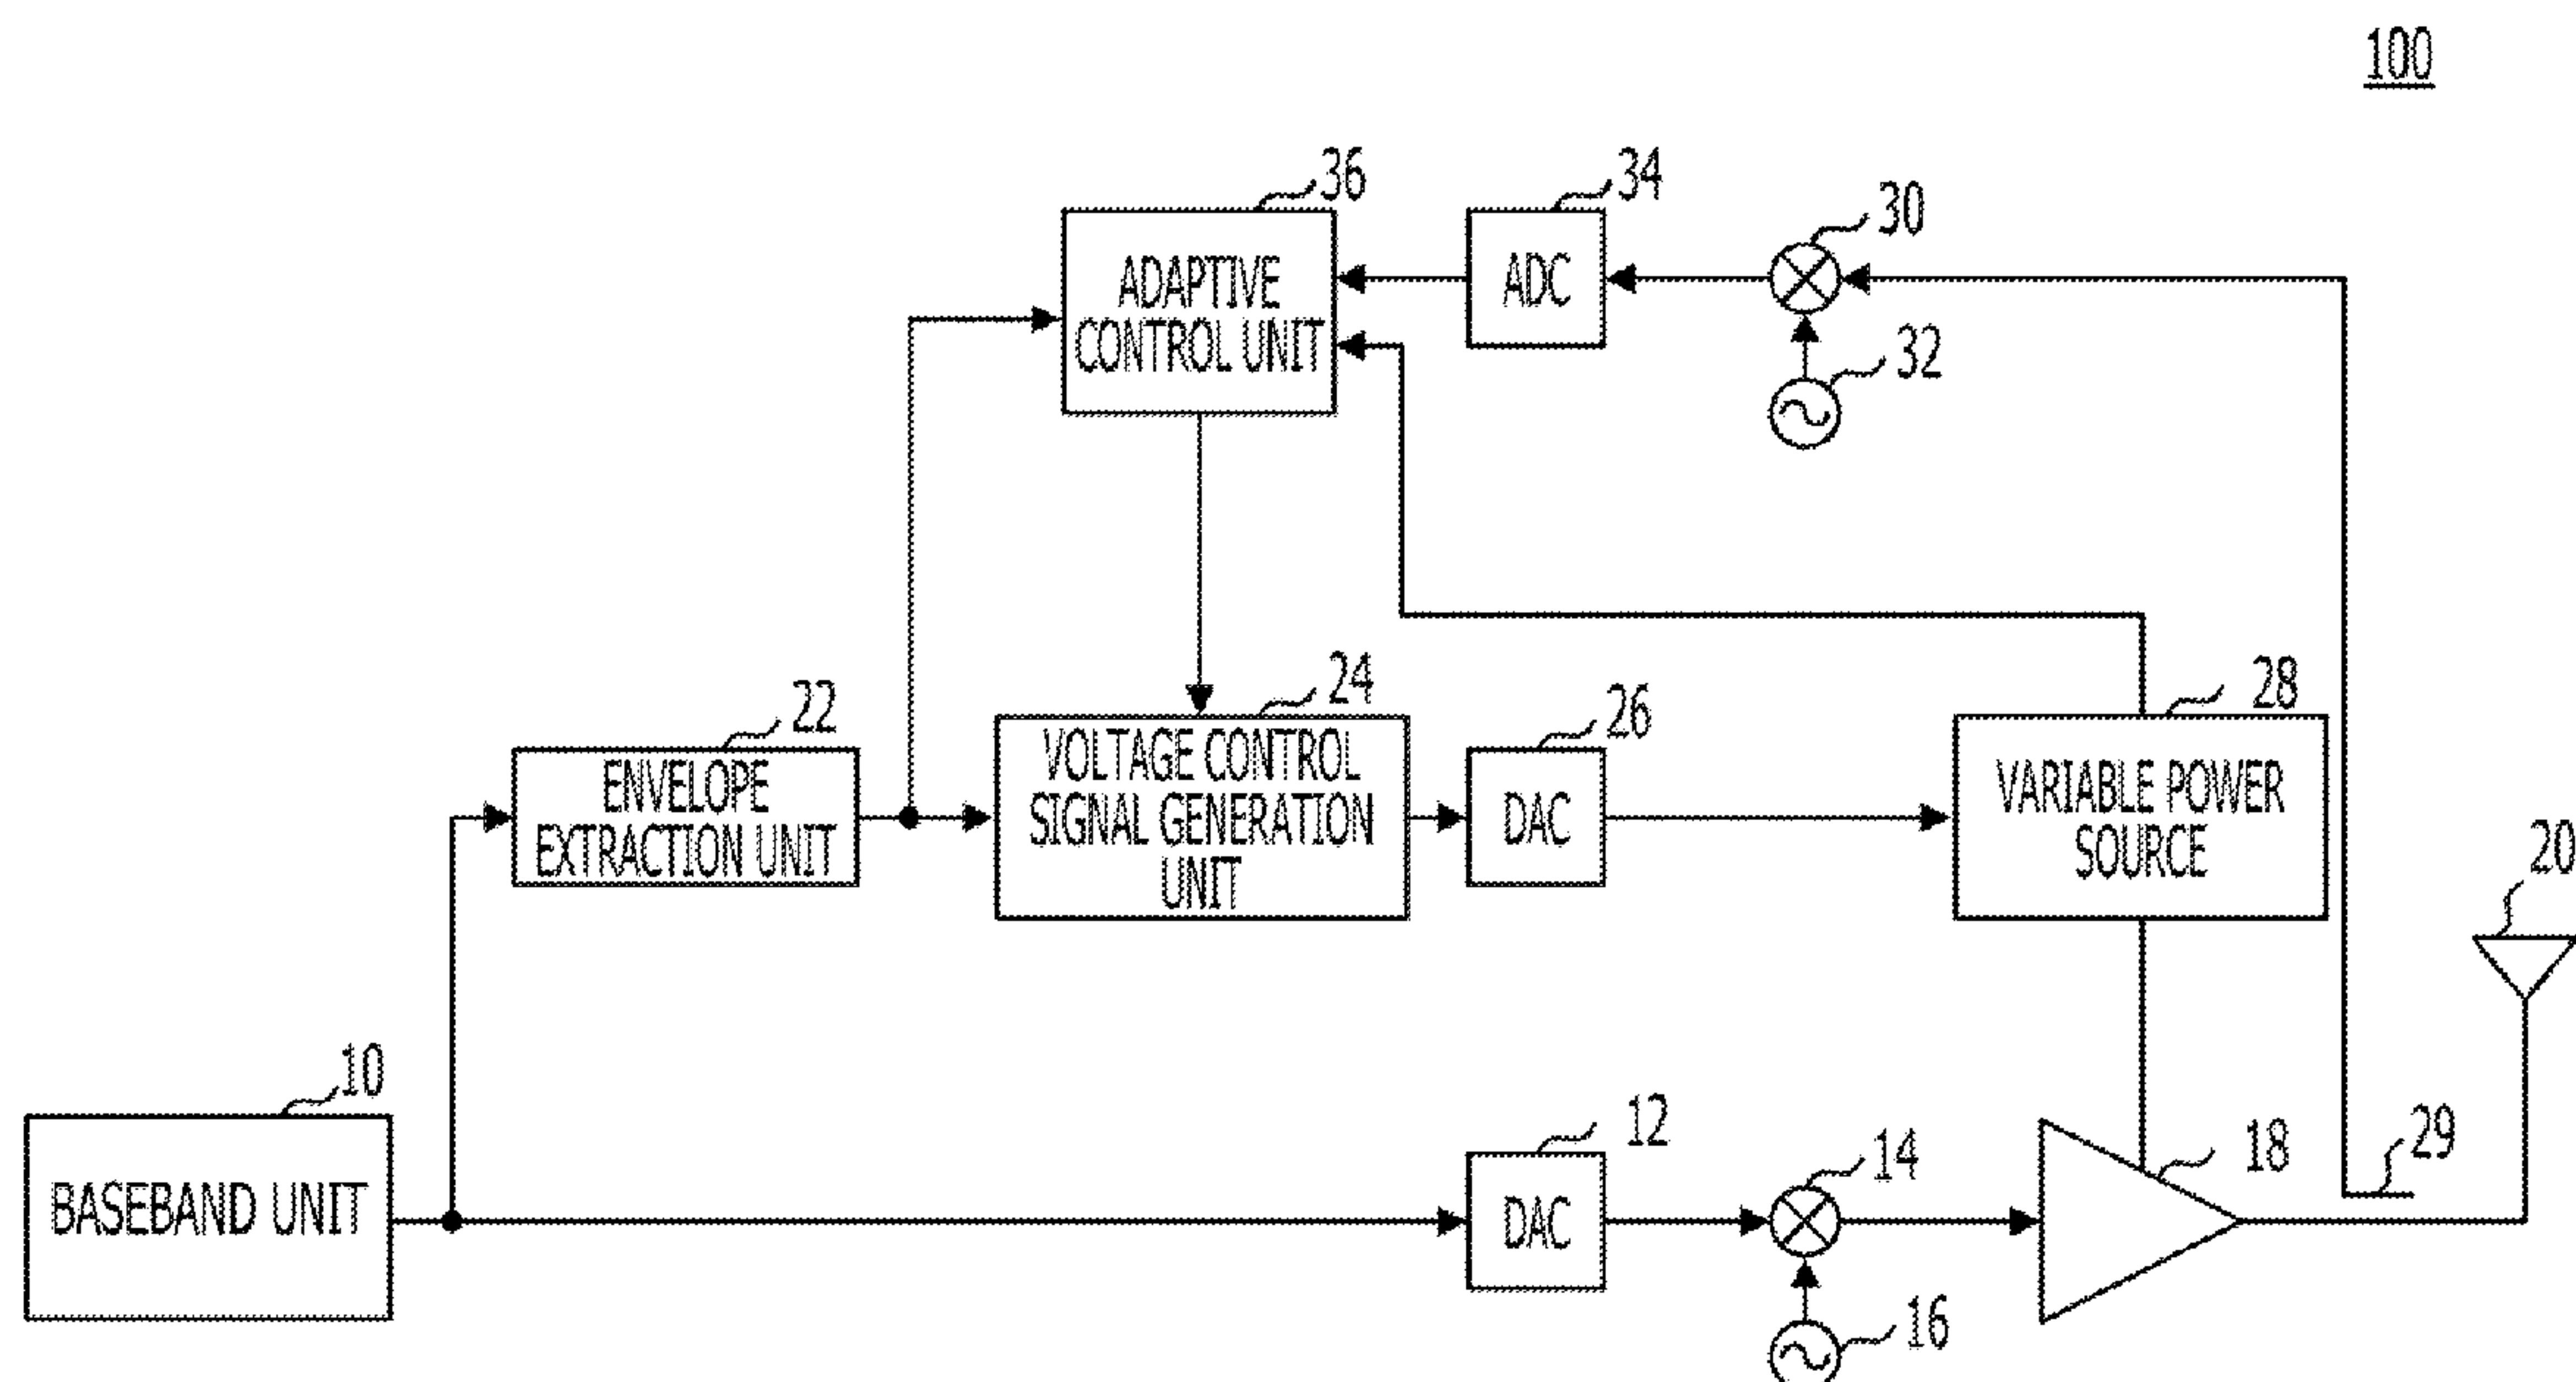 100
36
34
30
ADAPTIVE
CONTROL UNIT
ADC
32
22
24
26
28
ENVELOPE
EXTRACTION UNIT
VOLTAGE CONTROL
SIGNAL GENERATION
UNIT
DAC
VARIABLE POWER
SOURCE
20
10
BASEBAND UNIT
12
DAC
14
16
18
29